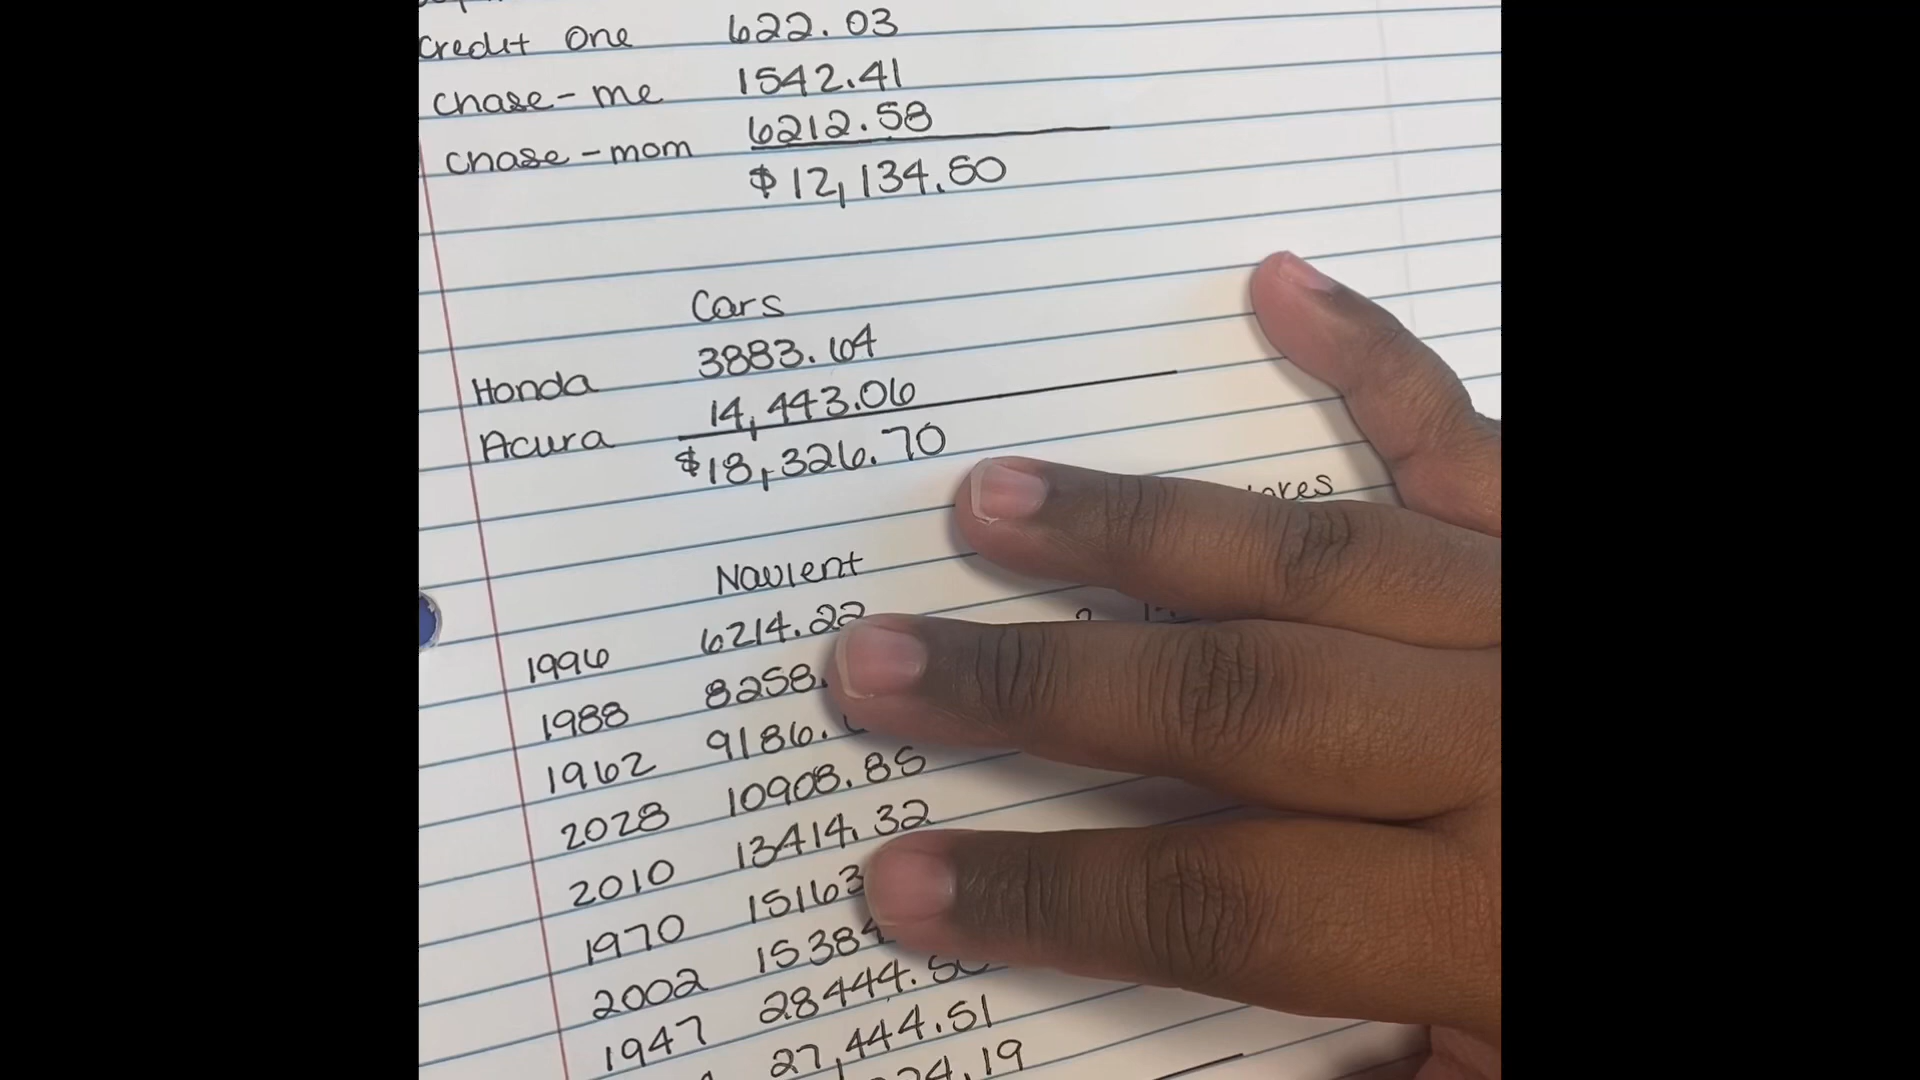 Credit One 622.03
Chase-me 1542.41
Chase-mom 6212.58
$12,134.50
Cars
Honda 3883.64
Acura 14,443.06
$18,326.70
Navient
1996 6214.22
1988 8258.
1962 9186.
2028 10908.85
2010 13414.32
1970 15163
2002 15384
1947 28444.50
27,444.51